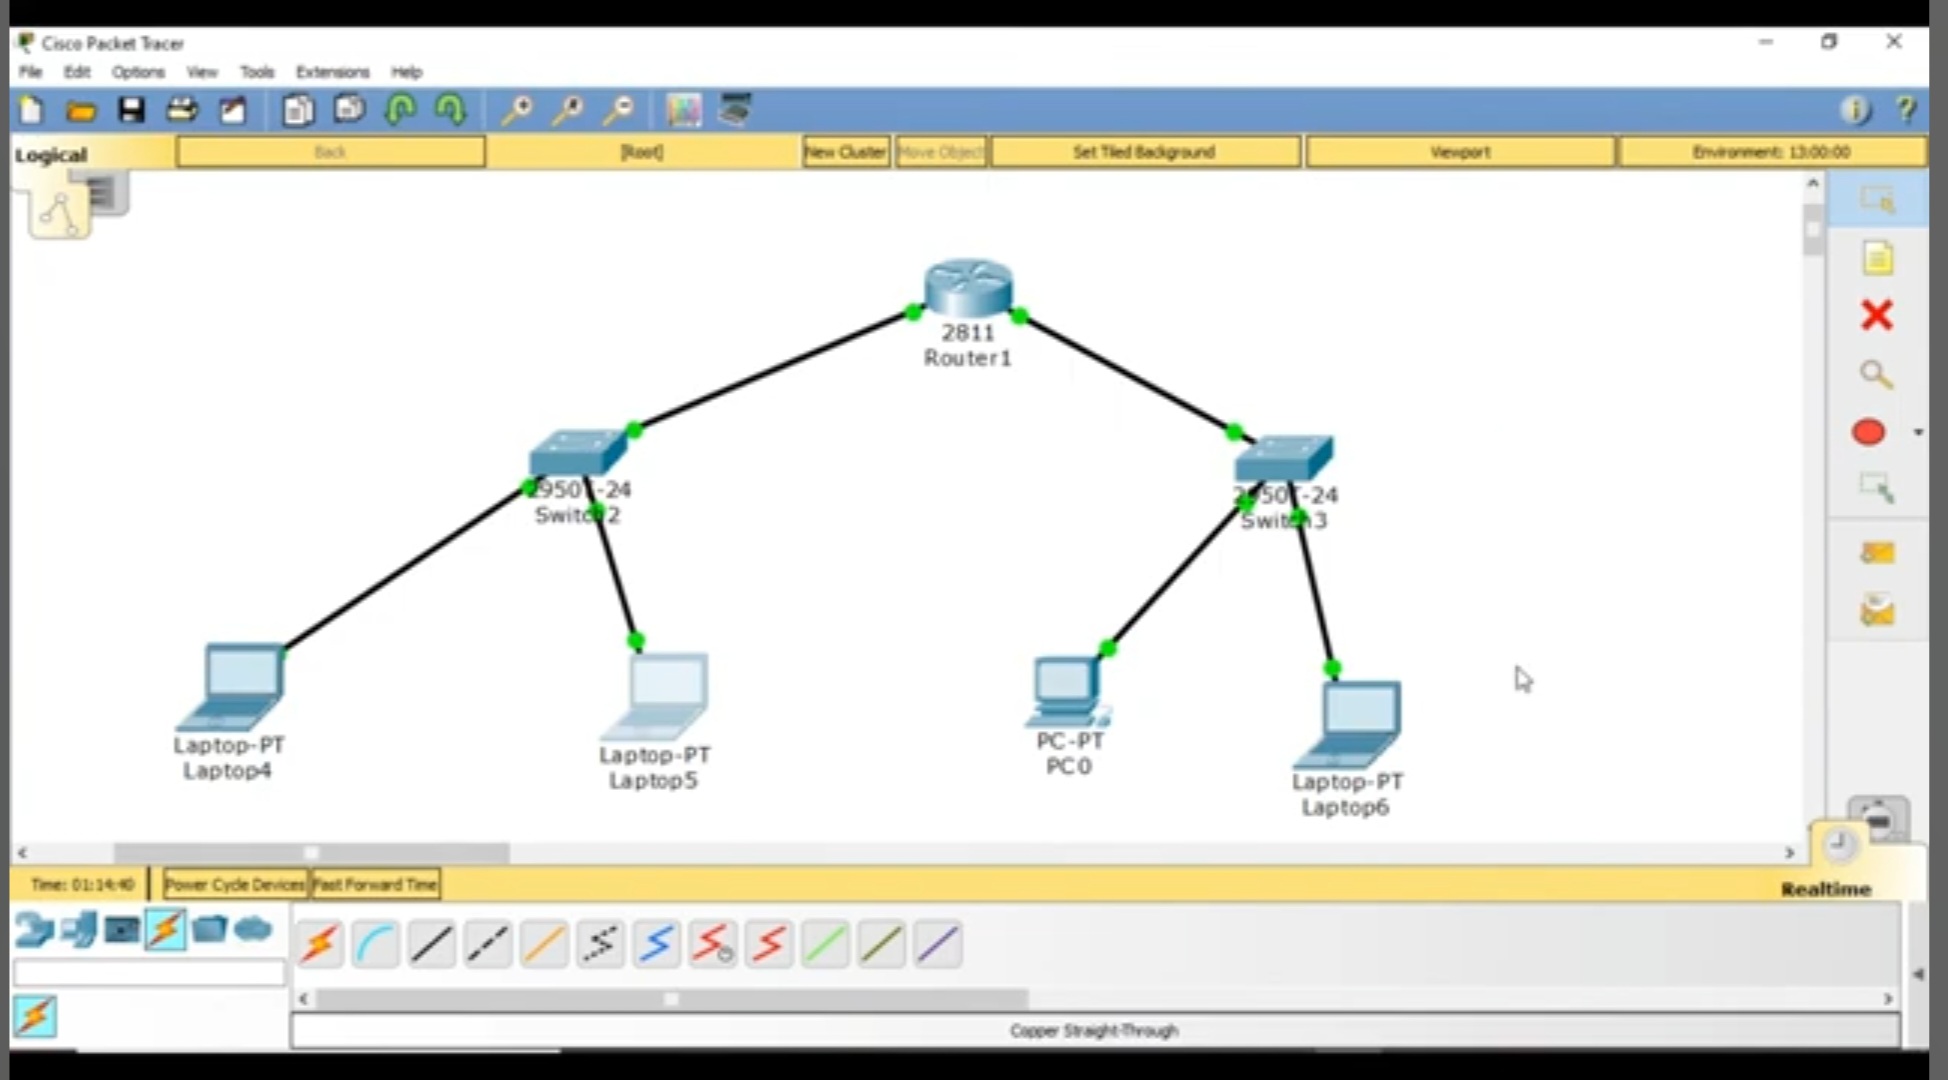 Cisco Packet Tracer
File Edit Options View Tools Extensions Help
Logical Back [Root] New Cluster Move Object Set Tiled Background Viewport Environment: 13:00:00
2811
Router1
2950T-24
Switch2
2950T-24
Switch3
Laptop-PT
Laptop4
Laptop-PT
Laptop5
PC-PT
PC0
Laptop-PT
Laptop6
Time: 01:14:40 Power Cycle Devices Fast Forward Time Realtime
Copper Straight-Through